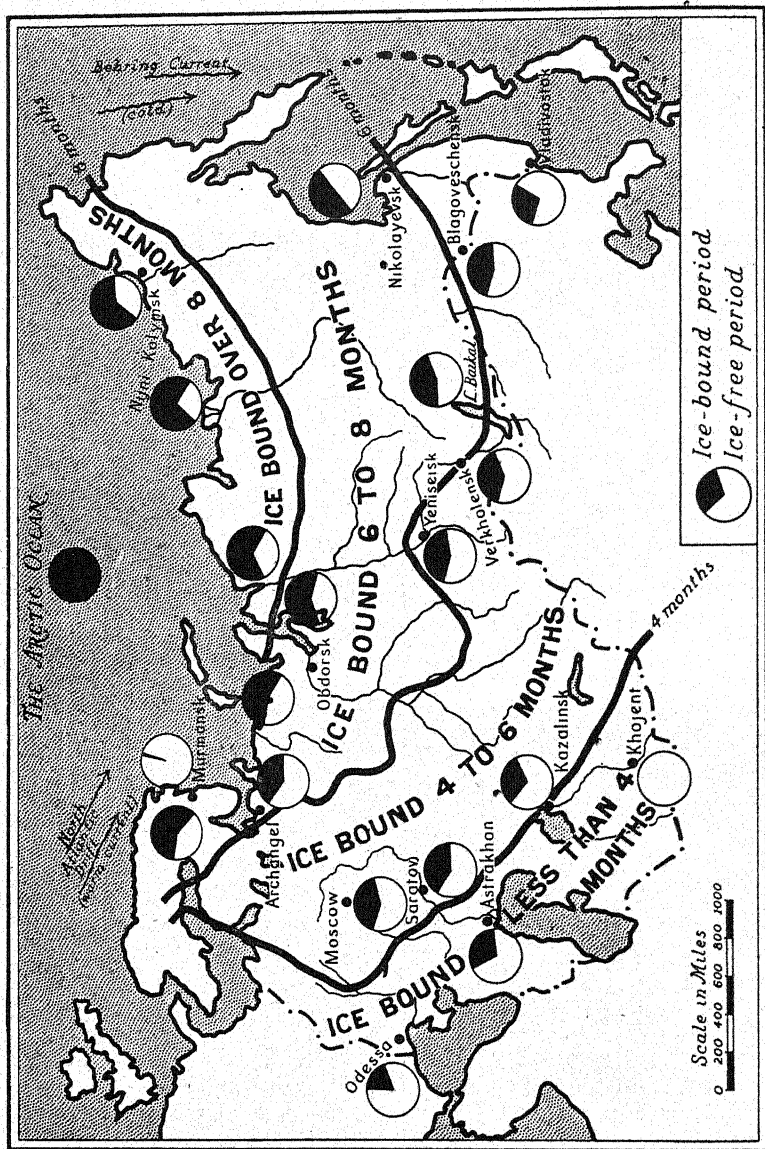 THE ARCTIC OCEAN
Behring Current
(cold)
North
Atlantic
Drift
(warm current)
8 months
6 months
4 months
ICE BOUND OVER 8 MONTHS
ICE BOUND 6 TO 8 MONTHS
ICE BOUND 4 TO 6 MONTHS
ICE BOUND LESS THAN 4 MONTHS
Murmansk
Archangel
Obdorsk
Nijni Kolymsk
Nikolayevsk
Blagoveschensk
Vladivostok
L. Baikal
Yeniseisk
Verkholensk
Moscow
Saratov
Astrakhan
Odessa
Kazalinsk
Khojent
Scale in Miles
0 200 400 600 800 1000
Ice-bound period
Ice-free period